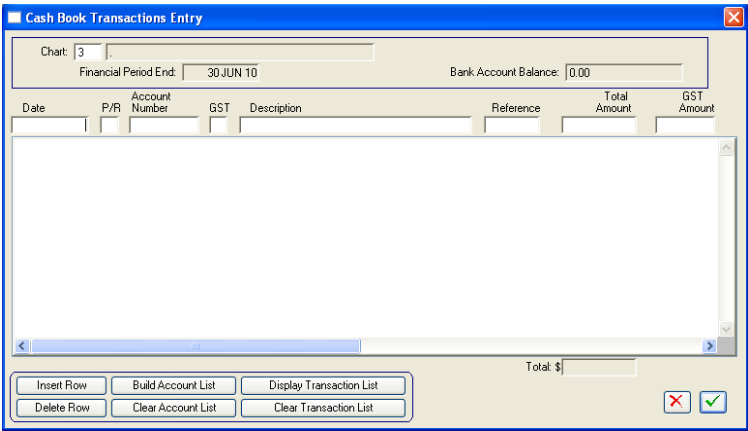 Cash Book Transactions Entry
Chart: 3 .
Financial Period End: 30 JUN 10 Bank Account Balance: 0.00
Date P/R Account Number GST Description Reference Total Amount GST Amount
Total: $
Insert Row Build Account List Display Transaction List
Delete Row Clear Account List Clear Transaction List